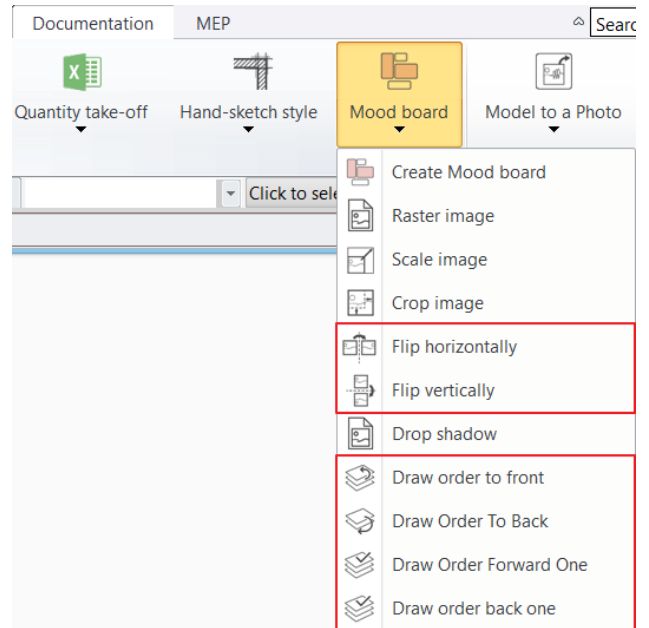 Documentation MEP Searc
Quantity take-off Hand-sketch style Mood board Model to a Photo
Click to sele
Create Mood board
Raster image
Scale image
Crop image
Flip horizontally
Flip vertically
Drop shadow
Draw order to front
Draw Order To Back
Draw Order Forward One
Draw order back one